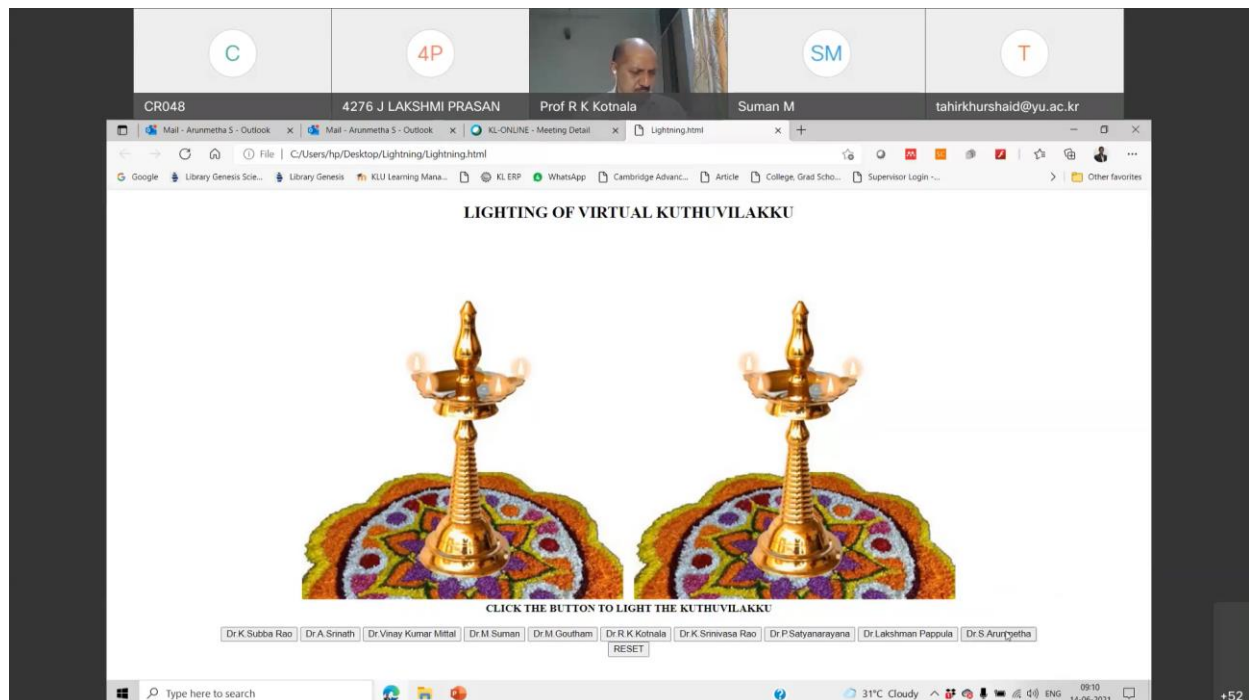 C
4P
SM
T
CR048
4276 J LAKSHMI PRASAN
Prof R K Kotnala
Suman M
tahirkhurshaid@yu.ac.kr
Mail - Arunmetha S - Outlook
Mail - Arunmetha S - Outlook
KL-ONLINE - Meeting Detail
Lightning.html
File | C:/Users/hp/Desktop/Lightning/Lightning.html
Google
Library Genesis Scie...
Library Genesis
KLU Learning Mana...
KL ERP
WhatsApp
Cambridge Advanc...
Article
College, Grad Scho...
Supervisor Login -...
Other favorites
LIGHTING OF VIRTUAL KUTHUVILAKKU
CLICK THE BUTTON TO LIGHT THE KUTHUVILAKKU
Dr.K.Subba Rao
Dr.A.Srinath
Dr.Vinay Kumar Mittal
Dr.M.Suman
Dr.M.Goutham
Dr.R.K.Kotnala
Dr.K.Srinivasa Rao
Dr.P.Satyanarayana
Dr.Lakshman Pappula
Dr.S.Arunmetha
RESET
Type here to search
31°C Cloudy
ENG
09:10
14-06-2021
+52